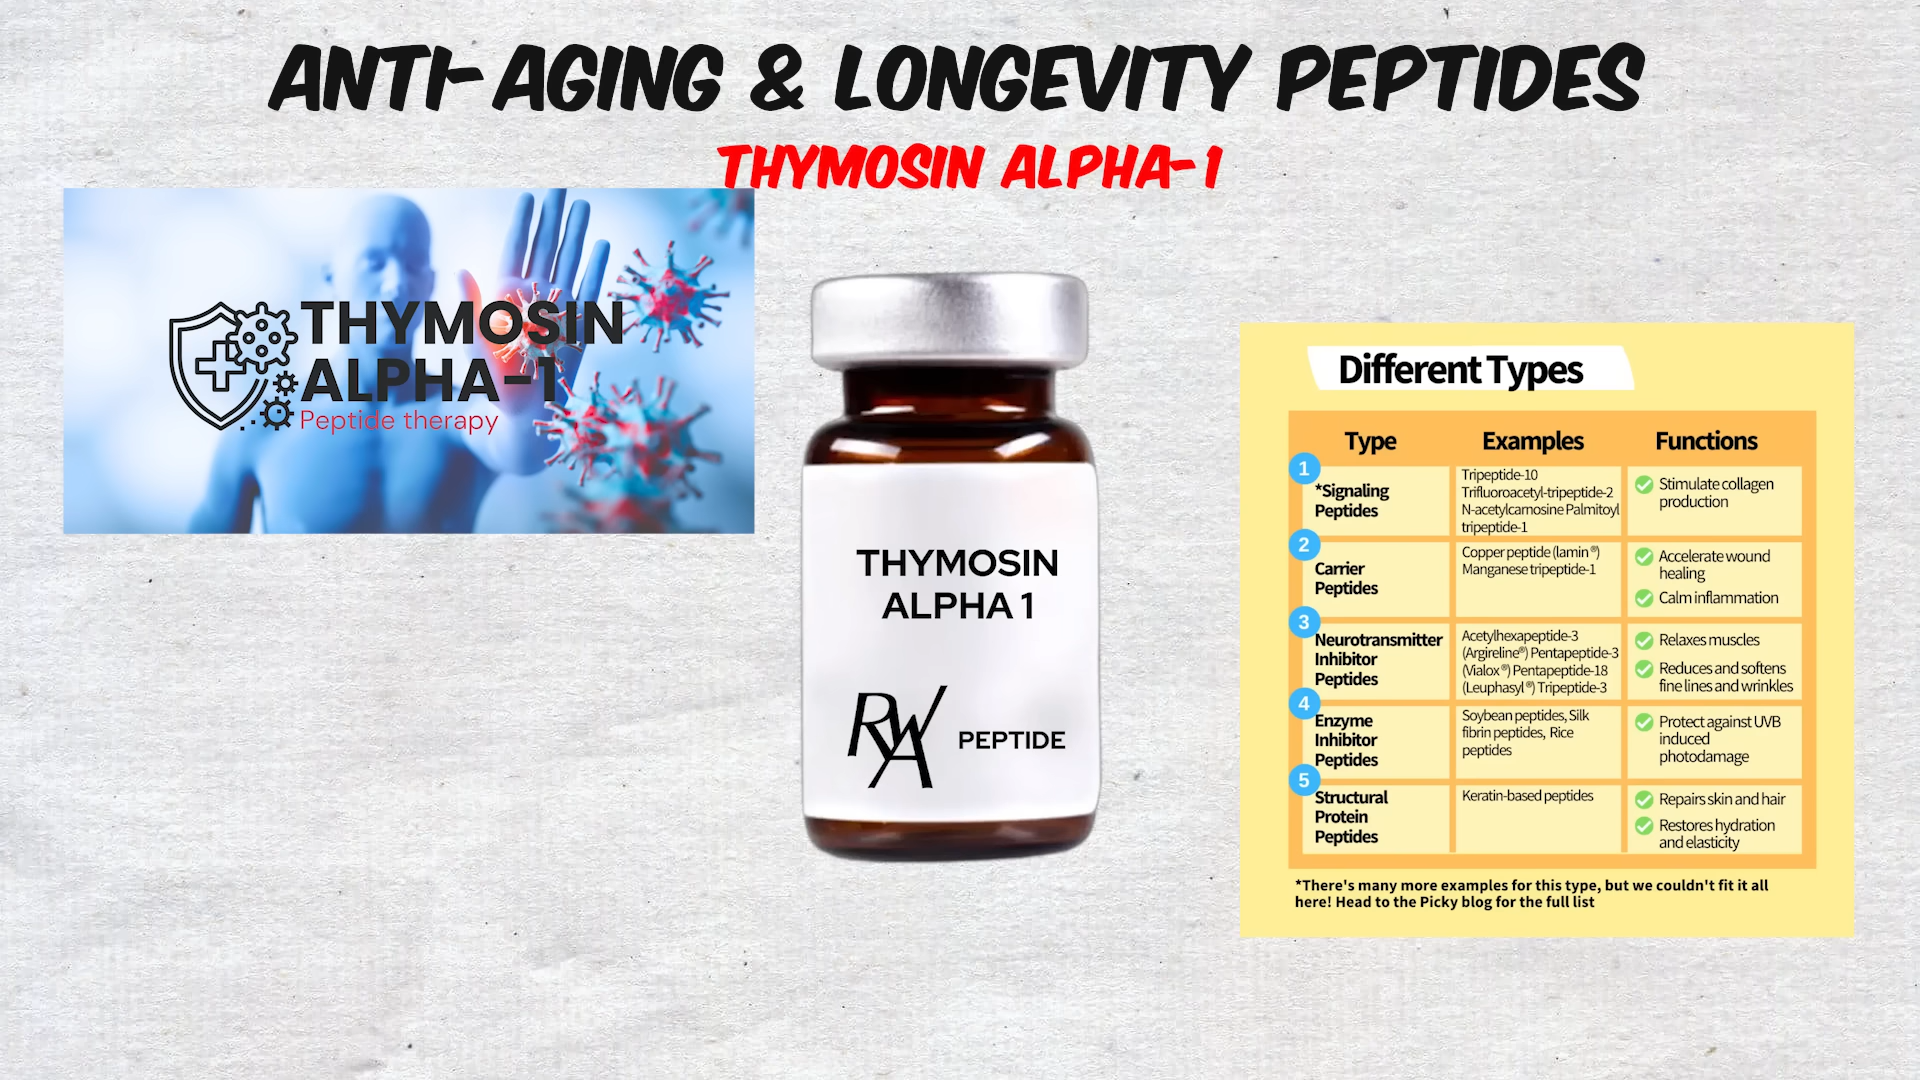 ANTI-AGING & LONGEVITY PEPTIDES
THYMOSIN ALPHA-1
THYMOSIN
ALPHA-1
Peptide therapy
THYMOSIN
ALPHA 1
RWA PEPTIDE
Different Types
Type Examples Functions
1
*Signaling
Peptides
Tripeptide-10
Trifluoroacetyl-tripeptide-2
N-acetylcarnosine Palmitoyl
tripeptide-1
Stimulate collagen
production
2
Carrier
Peptides
Copper peptide (lamin®)
Manganese tripeptide-1
Accelerate wound
healing
Calm inflammation
3
Neurotransmitter
Inhibitor
Peptides
Acetylhexapeptide-3
(Argireline®) Pentapeptide-3
(Vialox®) Pentapeptide-18
(Leuphasyl®) Tripeptide-3
Relaxes muscles
Reduces and softens
fine lines and wrinkles
4
Enzyme
Inhibitor
Peptides
Soybean peptides, Silk
fibrin peptides, Rice
peptides
Protect against UVB
induced
photodamage
5
Structural
Protein
Peptides
Keratin-based peptides
Repairs skin and hair
Restores hydration
and elasticity
*There's many more examples for this type, but we couldn't fit it all
here! Head to the Picky blog for the full list